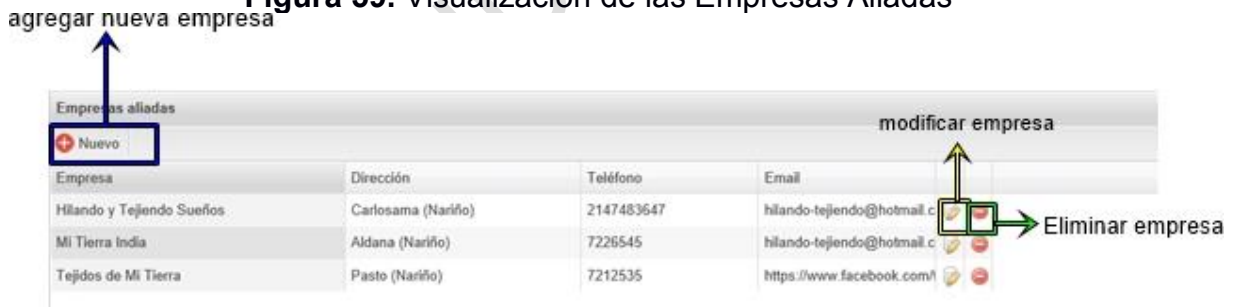 Figura 39. Visualización de las Empresas Aliadas
agregar nueva empresa
Empresas aliadas
modificar empresa
Nuevo
Empresa Dirección Teléfono Email
Hilando y Tejiendo Sueños Carlosama (Nariño) 2147483647 hilando-tejiendo@hotmail.c
Eliminar empresa
Mi Tierra India Aldana (Nariño) 7226545 hilando-tejiendo@hotmail.c
Tejidos de Mi Tierra Pasto (Nariño) 7212535 https://www.facebook.com/